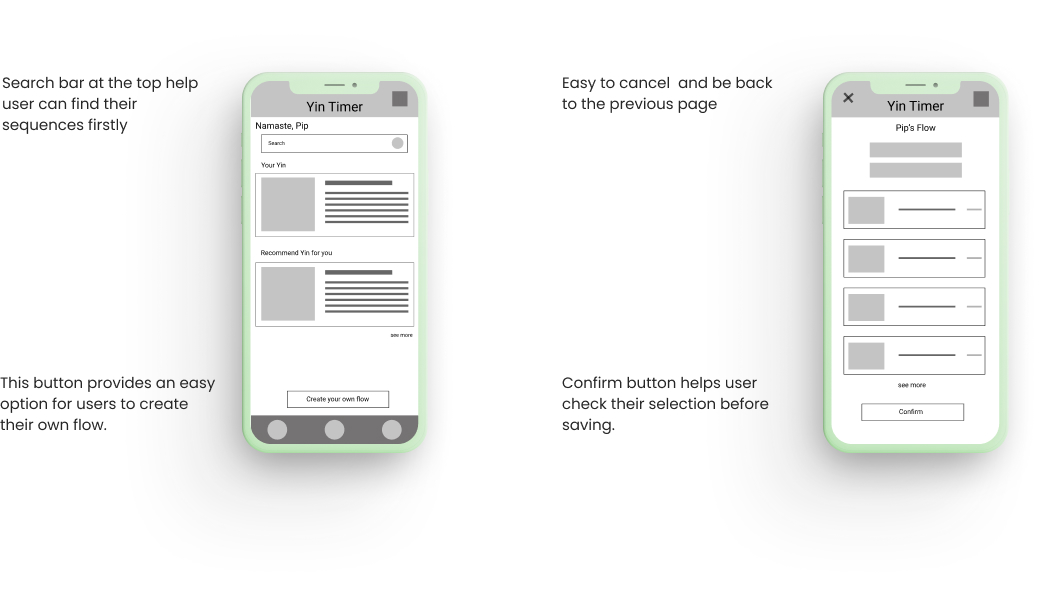 Search bar at the top help
user can find their
sequences firstly
Yin Timer
Namaste, Pip
Search
Your Yin
Recommend Yin for you
see more
This button provides an easy
option for users to create
their own flow.
Create your own flow
Easy to cancel  and be back
to the previous page
Yin Timer
Pip's Flow
see more
Confirm
Confirm button helps user
check their selection before
saving.